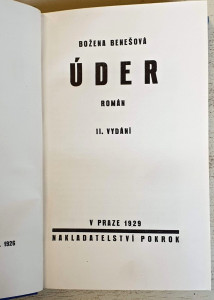 BOŽENA BENEŠOVÁ
ÚDER
ROMÁN
II. VYDÁNÍ
V PRAZE 1929
NAKLADATELSTVÍ POKROK
1926